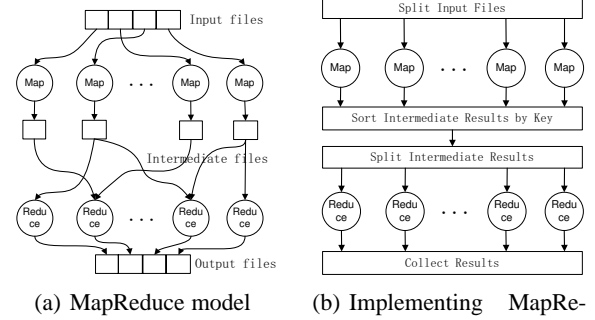 Input files
Map Map . . . Map Map
Intermediate files
Redu
ce
Redu
ce
. . .
Redu
ce
Redu
ce
Output files
(a) MapReduce model
Split Input Files
Map Map . . . Map Map
Sort Intermediate Results by Key
Split Intermediate Results
Redu
ce
Redu
ce
. . .
Redu
ce
Redu
ce
Collect Results
(b) Implementing MapRe-